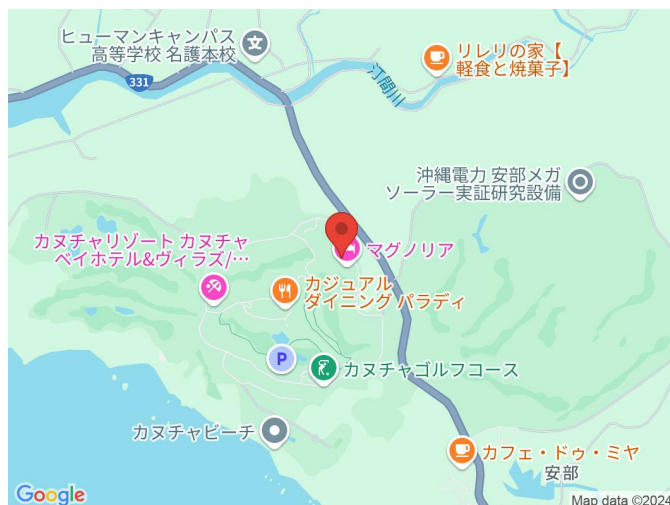 ヒューマンキャンパス
高等学校 名護本校
リレリの家【
軽食と焼菓子】
331
汀間川
沖縄電力 安部メガ
ソーラー実証研究設備
カヌチャリゾート カヌチャ
ベイホテル&ヴィラズ/…
マグノリア
カジュアル
ダイニング パラディ
P
カヌチャゴルフコース
カヌチャビーチ
カフェ・ドゥ・ミヤ
安部
Google
Map data ©2024